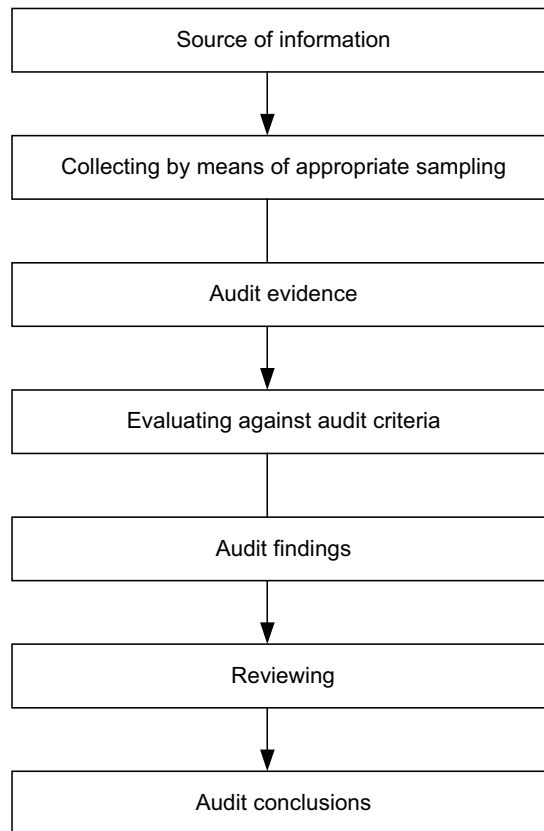 Source of information
Collecting by means of appropriate sampling
Audit evidence
Evaluating against audit criteria
Audit findings
Reviewing
Audit conclusions